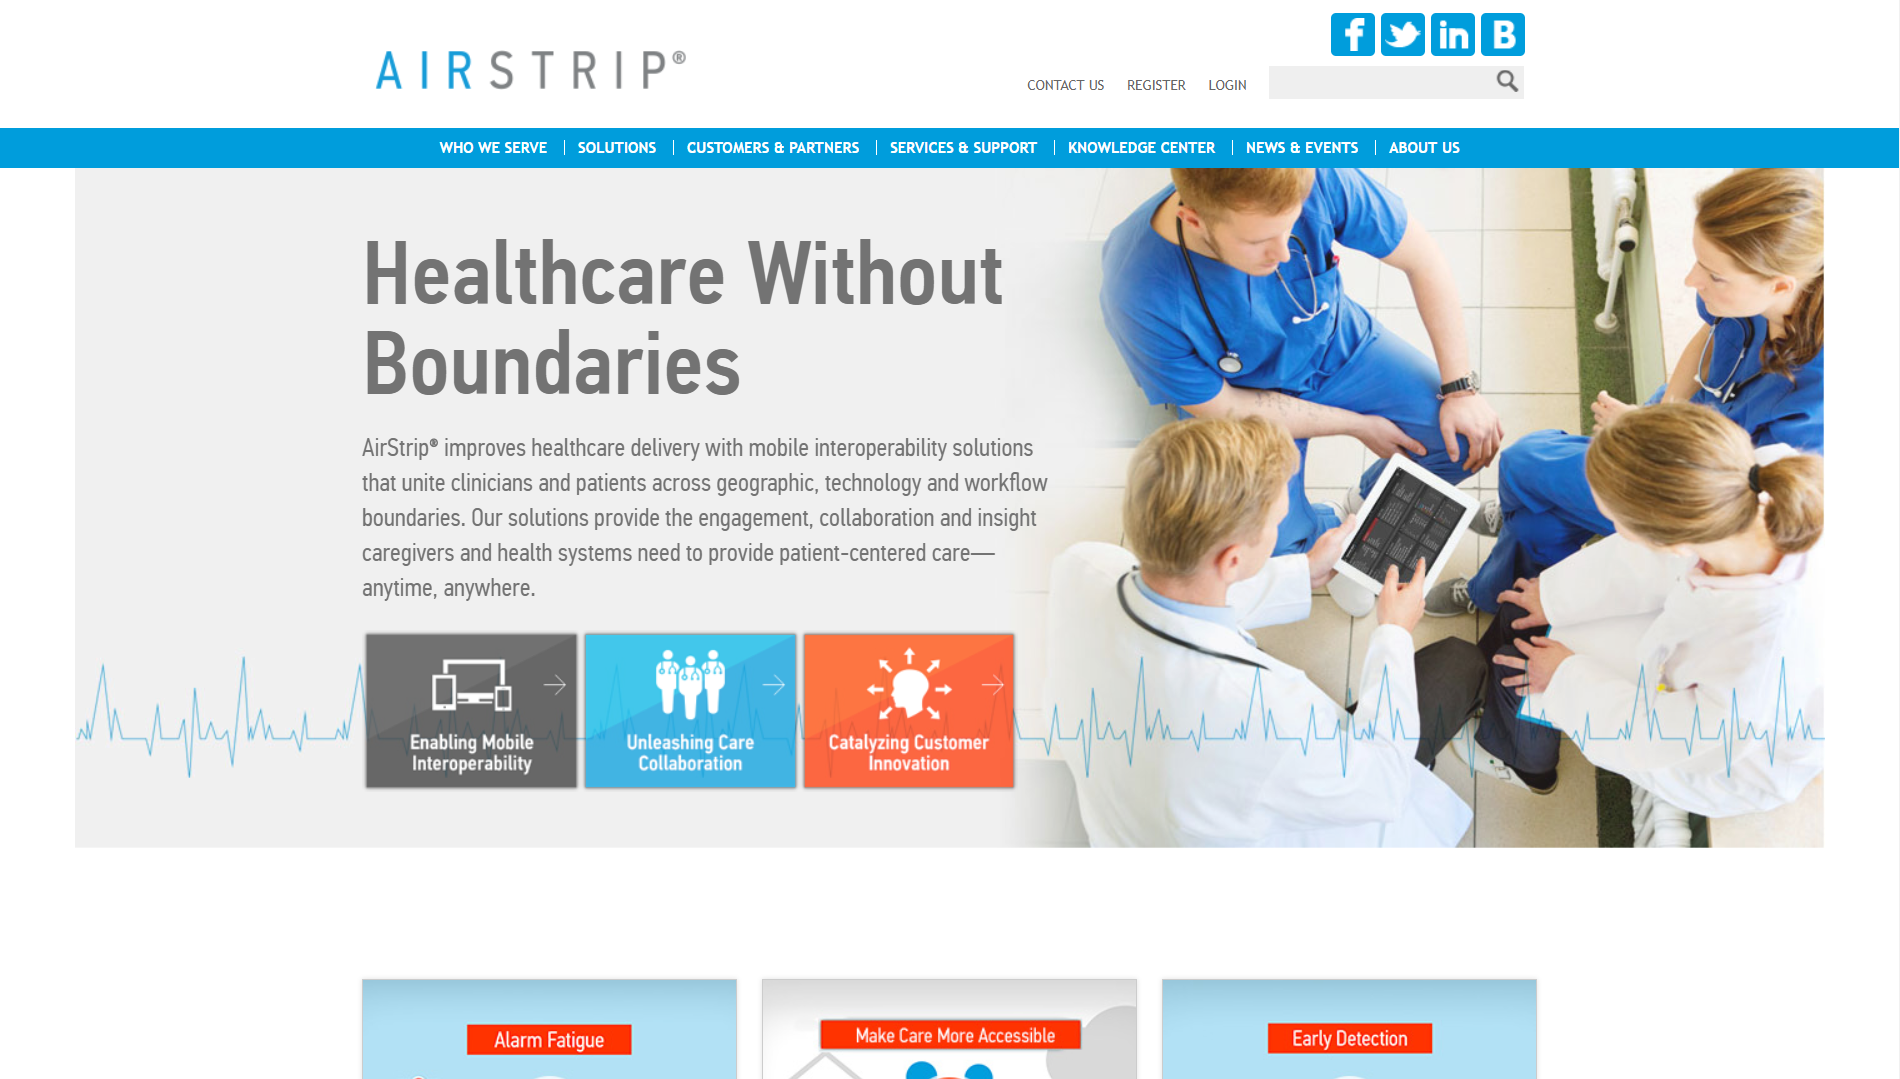 AIRSTRIP®
CONTACT US REGISTER LOGIN
WHO WE SERVE SOLUTIONS CUSTOMERS & PARTNERS SERVICES & SUPPORT KNOWLEDGE CENTER NEWS & EVENTS ABOUT US
Healthcare Without
Boundaries
AirStrip® improves healthcare delivery with mobile interoperability solutions
that unite clinicians and patients across geographic, technology and workflow
boundaries. Our solutions provide the engagement, collaboration and insight
caregivers and health systems need to provide patient-centered care—
anytime, anywhere.
Enabling Mobile
Interoperability
Unleashing Care
Collaboration
Catalyzing Customer
Innovation
Alarm Fatigue
Make Care More Accessible
Early Detection